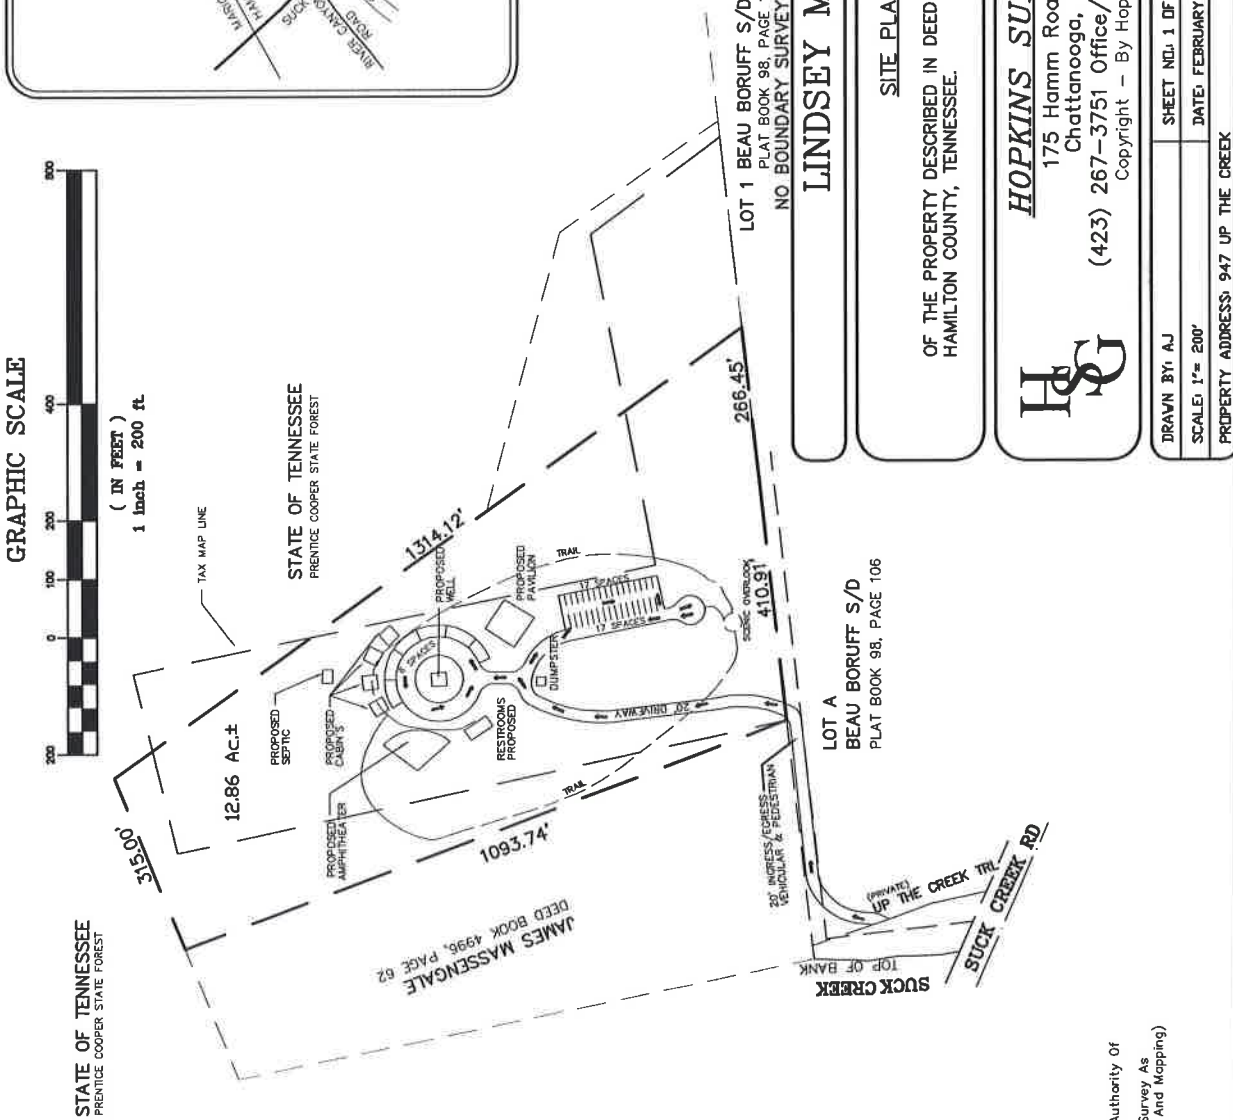 GRAPHIC SCALE
200
0
100
200
400
800
( IN FEET )
1 inch = 200 ft.
ROAD
RIVER CANYON
STATE OF TENNESSEE
PRENTICE COOPER STATE FOREST
315.00'
12.86 Ac.±
TAX MAP LINE
STATE OF TENNESSEE
PRENTICE COOPER STATE FOREST
1314.12'
PROPOSED
SEPTIC
PROPOSED
CABIN'S
PROPOSED
AMPHITHEATER
8 SPACES
PROPOSED
WELL
PROPOSED
PAVILION
RESTROOMS
PROPOSED
DUMPSTER
17 SPACES
17 SPACES
TRAIL
TRAIL
20' DRIVEWAY
SCENIC OVERLOOK
1093.74'
410.91'
266.45'
JAMES MASSENGALE
DEED BOOK 4996, PAGE 62
20' INGRESS/EGRESS
VEHICULAR & PEDESTRIAN
LOT A
BEAU BORUFF S/D
PLAT BOOK 98, PAGE 106
(PRIVATE)
UP THE CREEK TRL
SUCK CREEK RD
TOP OF BANK
SUCK CREEK
LOT 1 BEAU BORUFF S/D
PLAT BOOK 98, PAGE
NO BOUNDARY SURVEY
LINDSEY M
SITE PLA
OF THE PROPERTY DESCRIBED IN DEED
HAMILTON COUNTY, TENNESSEE.
HSG
HOPKINS SU
175 Hamm Roa
Chattanooga,
(423) 267-3751 Office/
Copyright - By Hop
DRAWN BY: AJ
SHEET NO.: 1 OF
SCALE: 1"= 200'
DATE: FEBRUARY
PROPERTY ADDRESS: 947 UP THE CREEK
Authority Of
Survey As
And Mapping)